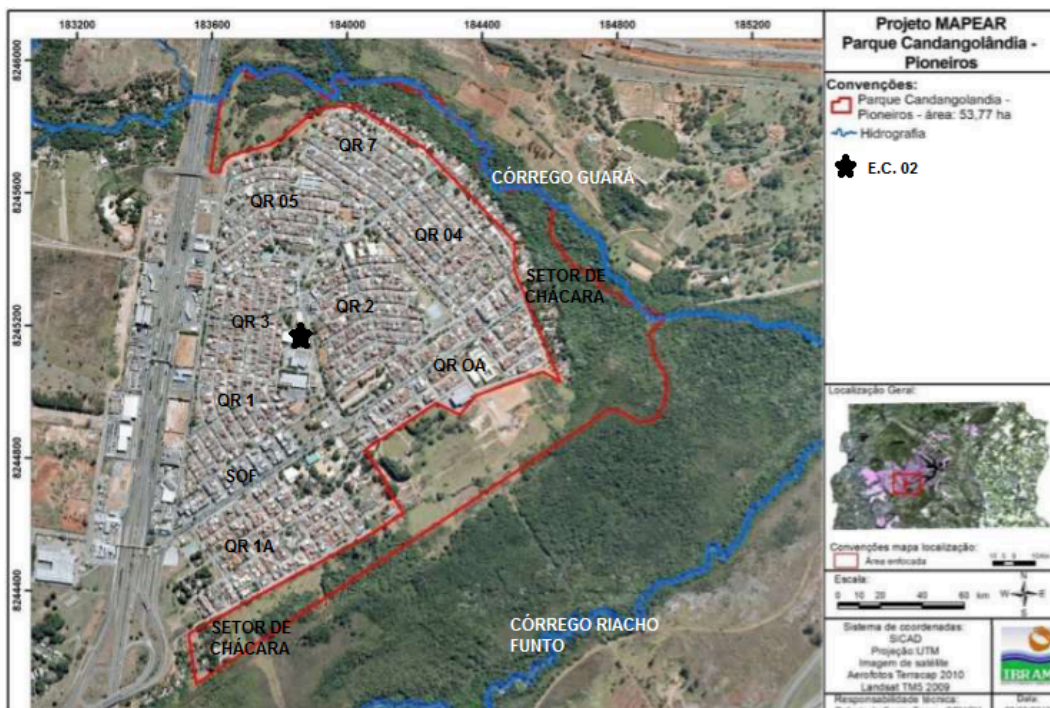 183200 183600 184000 184400 184800 185200
8246000
8245600
8245200
8244800
8244400
QR 7
QR 05
CÓRREGO GUARÁ
QR 04
SETOR DE
CHÁCARA
QR 2
QR 3
QR OA
QR 1
SOF
QR 1A
SETOR DE
CHÁCARA
CÓRREGO RIACHO
FUNTO
Projeto MAPEAR
Parque Candangolândia -
Pioneiros
Convenções:
Parque Candangolandia -
Pioneiros - área: 53,77 ha
Hidrografia
E.C. 02
Localização Geral:
Convenções mapa localização:
Área enfocada
Escala:
0 10 20 40 60 km
N
W E
S
Sistema de coordenadas:
SICAD
Projeção:UTM
Imagem de satélite
Aerofotos Terracap 2010
Landsat TM5 2009
IBRAM
Responsabilidade técnica:
Data: